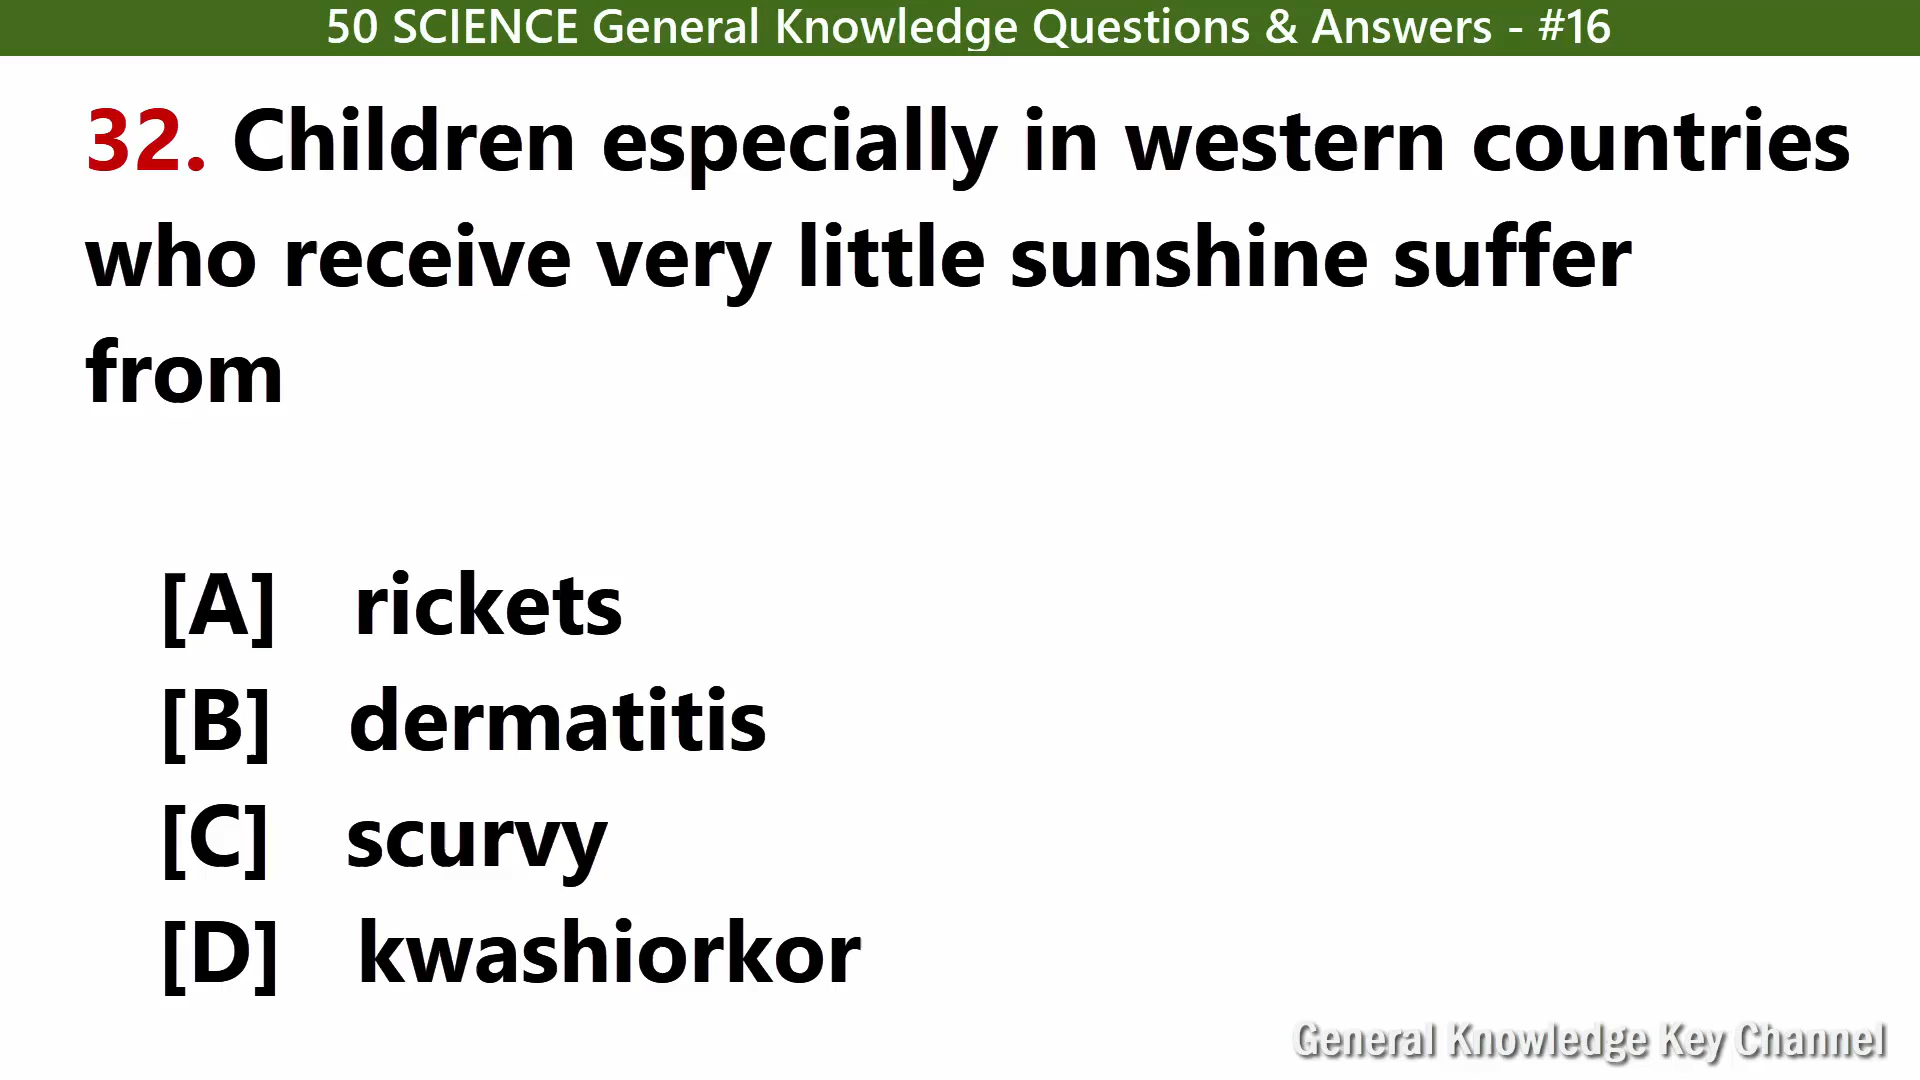 50 SCIENCE General Knowledge Questions & Answers - #16
32. Children especially in western countries
who receive very little sunshine suffer
from
[A] rickets
[B] dermatitis
[C] scurvy
[D] kwashiorkor
General Knowledge Key Channel